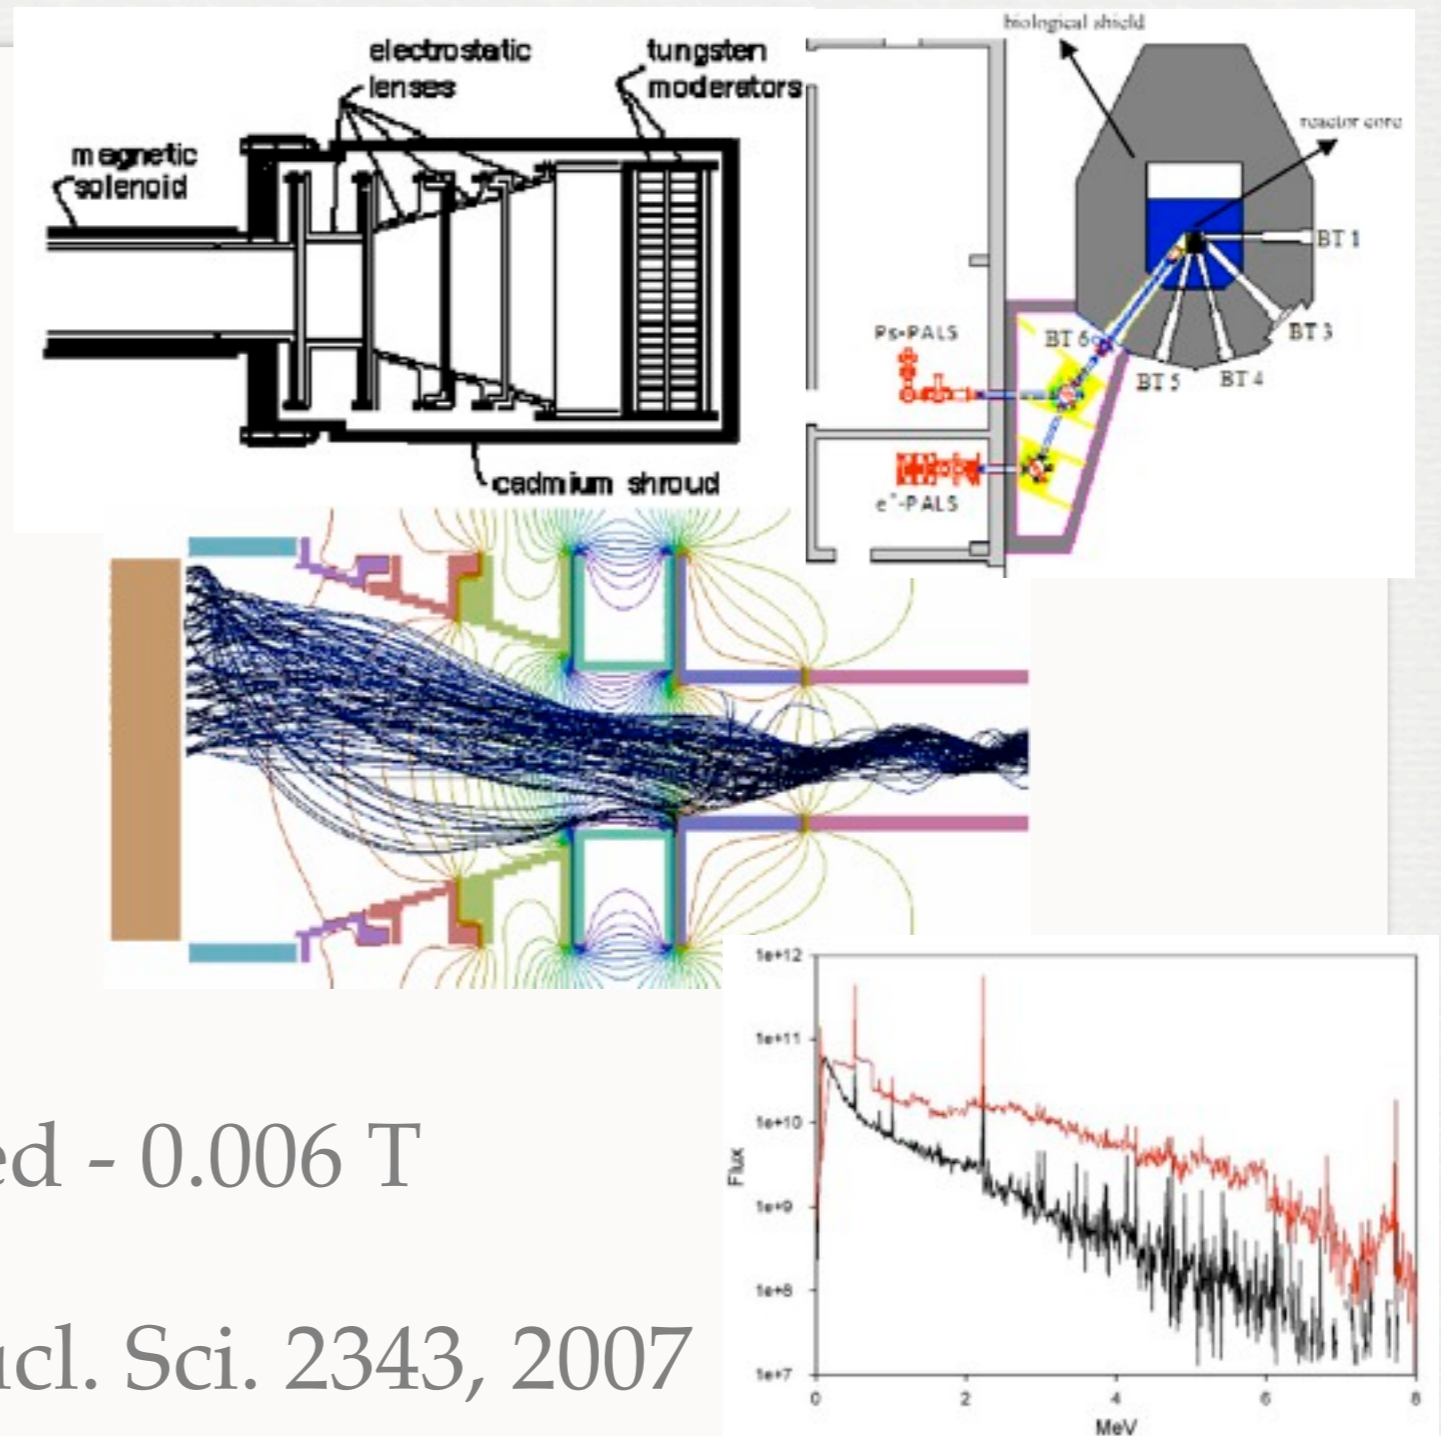 electrostatic
lenses
tungsten
moderators
magnetic
solenoid
cadmium shroud
biological shield
reactor core
BT 1
BT 3
BT 4
BT 5
BT 6
Ps-PALS
e⁺-PALS
ed - 0.006 T
ucl. Sci. 2343, 2007
1e+12
1e+11
1e+10
1e+9
1e+8
1e+7
Flux
0 2 4 6 8
MeV